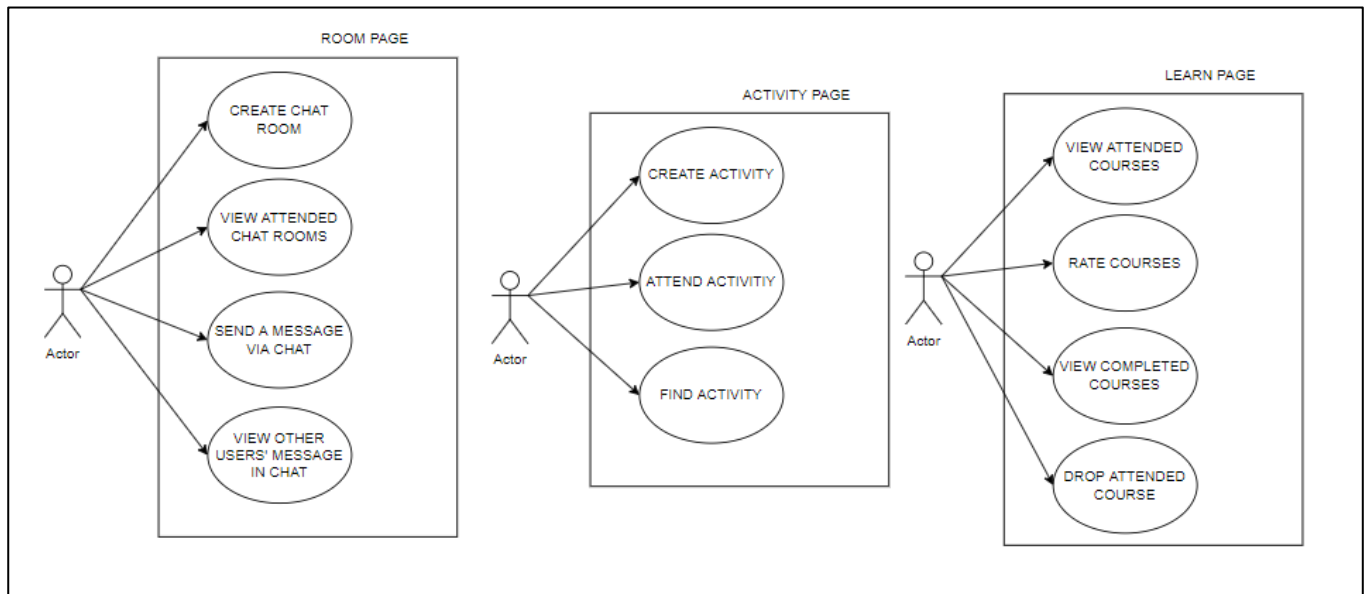 ROOM PAGE
CREATE CHAT
ROOM
VIEW ATTENDED
CHAT ROOMS
SEND A MESSAGE
VIA CHAT
VIEW OTHER
USERS' MESSAGE
IN CHAT
Actor
ACTIVITY PAGE
CREATE ACTIVITY
ATTEND ACTIVITIY
FIND ACTIVITY
Actor
LEARN PAGE
VIEW ATTENDED
COURSES
RATE COURSES
VIEW COMPLETED
COURSES
DROP ATTENDED
COURSE
Actor